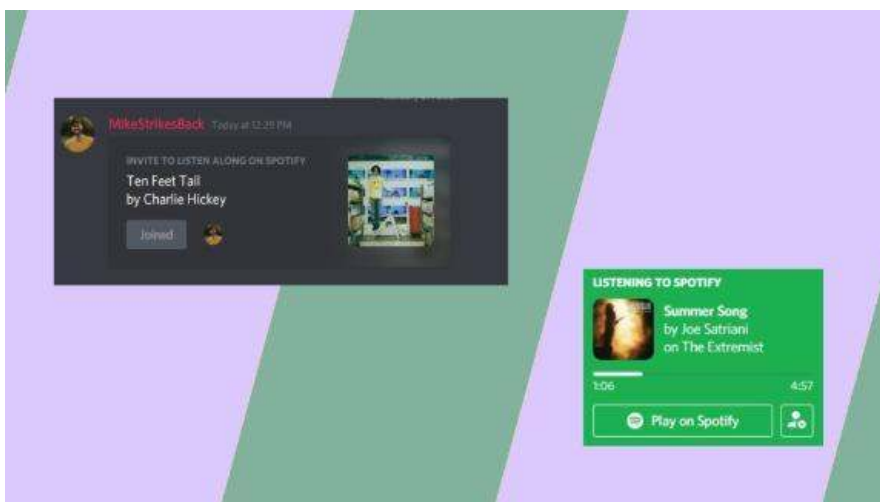 MikeStrikesBack Today at 12:29 PM
INVITE TO LISTEN ALONG ON SPOTIFY
Ten Feet Tall
by Charlie Hickey
Joined
LISTENING TO SPOTIFY
Summer Song
by Joe Satriani
on The Extremist
1:06 4:57
Play on Spotify